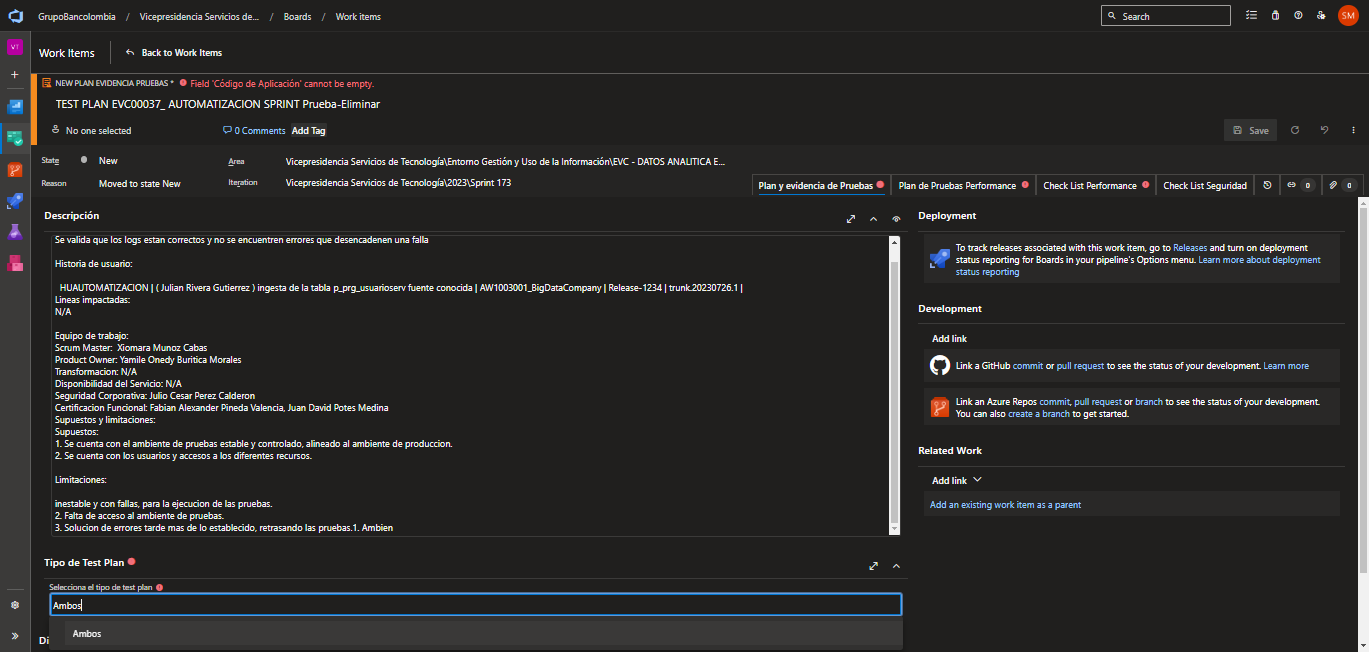 GrupoBancolombia / Vicepresidencia Servicios de... / Boards / Work items
Search
SM
VT
Work Items
Back to Work Items
NEW PLAN EVIDENCIA PRUEBAS * Field 'Código de Aplicación' cannot be empty.
TEST PLAN EVC00037_ AUTOMATIZACION SPRINT Prueba-Eliminar
No one selected
0 Comments
Add Tag
Save
State
New
Area
Vicepresidencia Servicios de Tecnología\Entorno Gestión y Uso de la Información\EVC - DATOS ANALITICA E...
Reason
Moved to state New
Iteration
Vicepresidencia Servicios de Tecnología\2023\Sprint 173
Plan y evidencia de Pruebas
Plan de Pruebas Performance
Check List Performance
Check List Seguridad
0
0
Descripción
Se valida que los logs estan correctos y no se encuentren errores que desencadenen una falla
Historia de usuario:
HUAUTOMATIZACION | ( Julian Rivera Gutierrez ) ingesta de la tabla p_prg_usuarioserv fuente conocida | AW1003001_BigDataCompany | Release-1234 | trunk.20230726.1 |
Lineas impactadas:
N/A
Equipo de trabajo:
Scrum Master: Xiomara Munoz Cabas
Product Owner: Yamile Onedy Buritica Morales
Transformacion: N/A
Disponibilidad del Servicio: N/A
Seguridad Corporativa: Julio Cesar Perez Calderon
Certificacion Funcional: Fabian Alexander Pineda Valencia, Juan David Potes Medina
Supuestos y limitaciones:
Supuestos:
1. Se cuenta con el ambiente de pruebas estable y controlado, alineado al ambiente de produccion.
2. Se cuenta con los usuarios y accesos a los diferentes recursos.
Limitaciones:
inestable y con fallas, para la ejecucion de las pruebas.
2. Falta de acceso al ambiente de pruebas.
3. Solucion de errores tarde mas de lo establecido, retrasando las pruebas.1. Ambien
Tipo de Test Plan
Selecciona el tipo de test plan
Ambos
Ambos
Di
Deployment
To track releases associated with this work item, go to Releases and turn on deployment
status reporting for Boards in your pipeline's Options menu. Learn more about deployment
status reporting
Development
Add link
Link a GitHub commit or pull request to see the status of your development. Learn more
Link an Azure Repos commit, pull request or branch to see the status of your development.
You can also create a branch to get started.
Related Work
Add link
Add an existing work item as a parent